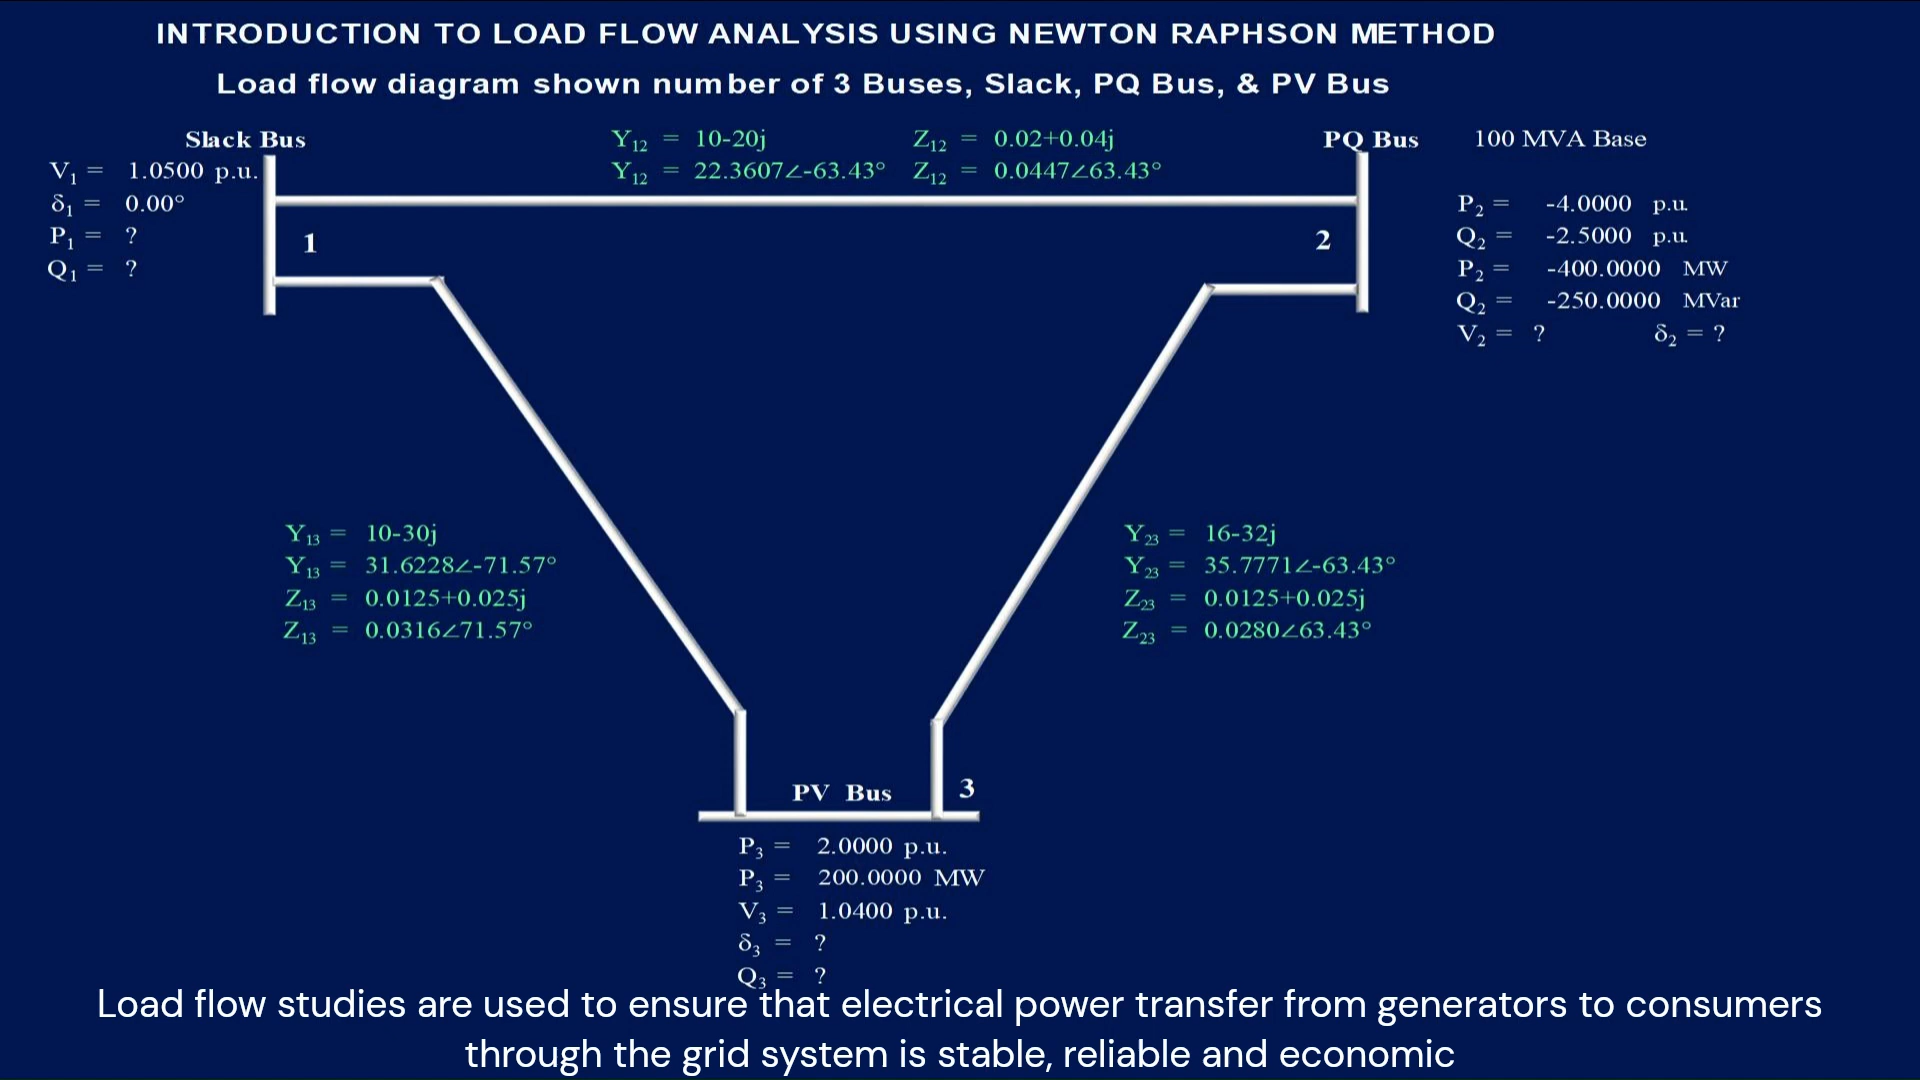 INTRODUCTION TO LOAD FLOW ANALYSIS USING NEWTON RAPHSON METHOD
Load flow diagram shown number of 3 Buses, Slack, PQ Bus, & PV Bus
Slack Bus
V₁ = 1.0500 p.u.
δ₁ = 0.00°
P₁ = ?
Q₁ = ?
1
Y₁₂ = 10-20j Z₁₂ = 0.02+0.04j
Y₁₂ = 22.3607∠-63.43° Z₁₂ = 0.0447∠63.43°
PQ Bus
100 MVA Base
2
P₂ = -4.0000 p.u.
Q₂ = -2.5000 p.u.
P₂ = -400.0000 MW
Q₂ = -250.0000 MVar
V₂ = ? δ₂ = ?
Y₁₃ = 10-30j
Y₁₃ = 31.6228∠-71.57°
Z₁₃ = 0.0125+0.025j
Z₁₃ = 0.0316∠71.57°
Y₂₃ = 16-32j
Y₂₃ = 35.7771∠-63.43°
Z₂₃ = 0.0125+0.025j
Z₂₃ = 0.0280∠63.43°
PV Bus
3
P₃ = 2.0000 p.u.
P₃ = 200.0000 MW
V₃ = 1.0400 p.u.
δ₃ = ?
Q₃ = ?
Load flow studies are used to ensure that electrical power transfer from generators to consumers
through the grid system is stable, reliable and economic